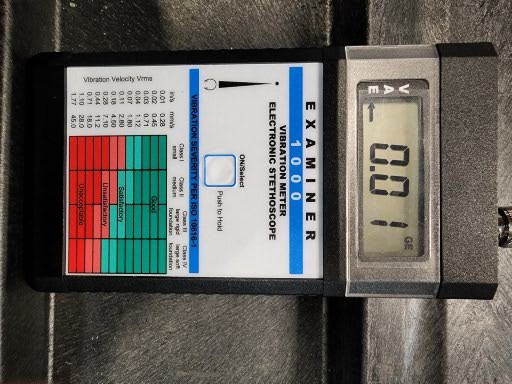 V
A
E ← 0.01 GE
EXAMINER
1000
VIBRATION METER
ELECTRONIC STETHOSCOPE
ON/Select
Push to Hold
VIBRATION SEVERITY PER ISO 10816-1
in/s mm/s Class I small Class II medium Class III large rigid foundation Class IV large soft foundation
Vibration Velocity Vrms
0.01 0.28
0.02 0.45
0.03 0.71 Good
0.04 1.12
0.07 1.80
0.11 2.80 Satisfactory
0.18 4.50
0.28 7.10 Unsatisfactory
0.44 11.2
0.71 18.0
1.10 28.0 Unacceptable
1.77 45.0